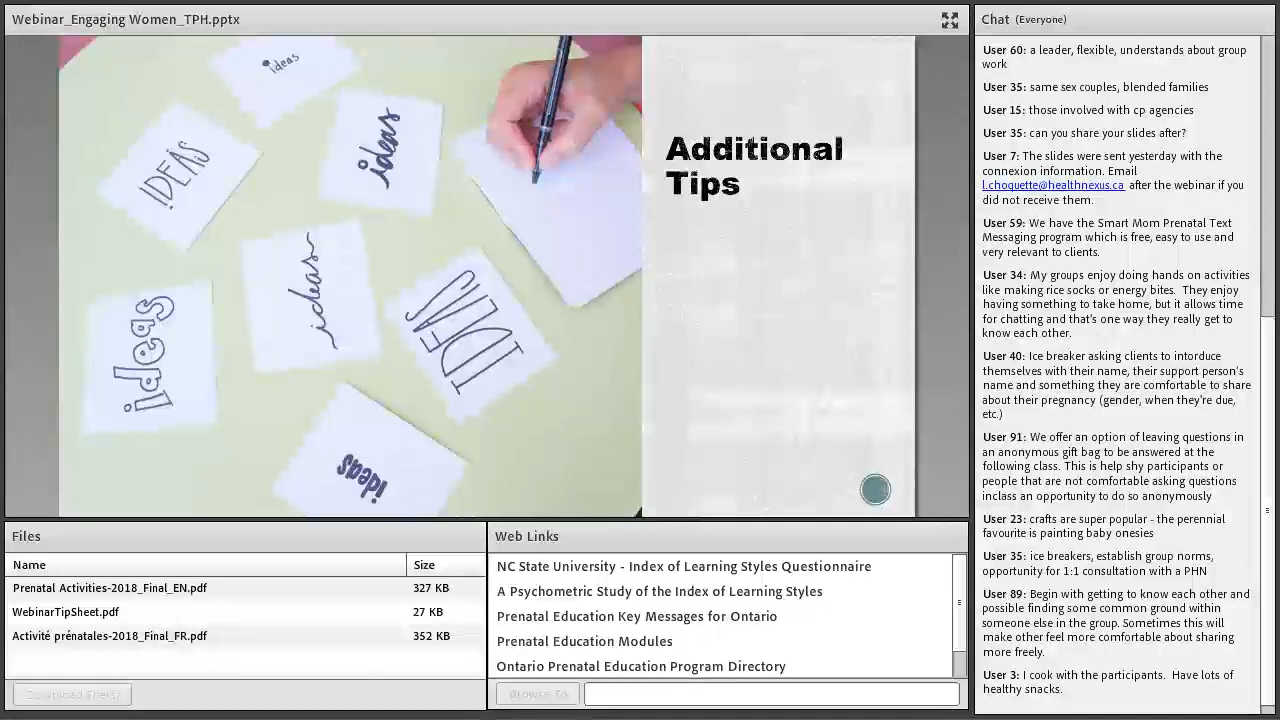 Webinar_Engaging Women_TPH.pptx
ideas
IDEAS
ideas
ideas
IDEAS
ideas
ideas
Additional
Tips
Files
Name Size
Prenatal Activities-2018_Final_EN.pdf 327 KB
WebinarTipSheet.pdf 27 KB
Activité prénatales-2018_Final_FR.pdf 352 KB
Download File(s)
Web Links
NC State University - Index of Learning Styles Questionnaire
A Psychometric Study of the Index of Learning Styles
Prenatal Education Key Messages for Ontario
Prenatal Education Modules
Ontario Prenatal Education Program Directory
Browse To
Chat (Everyone)
User 60: a leader, flexible, understands about group
work
User 35: same sex couples, blended families
User 15: those involved with cp agencies
User 35: can you share your slides after?
User 7: The slides were sent yesterday with the
connexion information. Email
l.choquette@healthnexus.ca after the webinar if you
did not receive them.
User 59: We have the Smart Mom Prenatal Text
Messaging program which is free, easy to use and
very relevant to clients.
User 34: My groups enjoy doing hands on activities
like making rice socks or energy bites. They enjoy
having something to take home, but it allows time
for chatting and that's one way they really get to
know each other.
User 40: Ice breaker asking clients to intorduce
themselves with their name, their support person's
name and something they are comfortable to share
about their pregnancy (gender, when they're due,
etc.)
User 91: We offer an option of leaving questions in
an anonymous gift bag to be answered at the
following class. This is help shy participants or
people that are not comfortable asking questions
inclass an opportunity to do so anonymously
User 23: crafts are super popular - the perennial
favourite is painting baby onesies
User 35: ice breakers, establish group norms,
opportunity for 1:1 consultation with a PHN
User 89: Begin with getting to know each other and
possible finding some common ground within
someone else in the group. Sometimes this will
make other feel more comfortable about sharing
more freely.
User 3: I cook with the participants. Have lots of
healthy snacks.